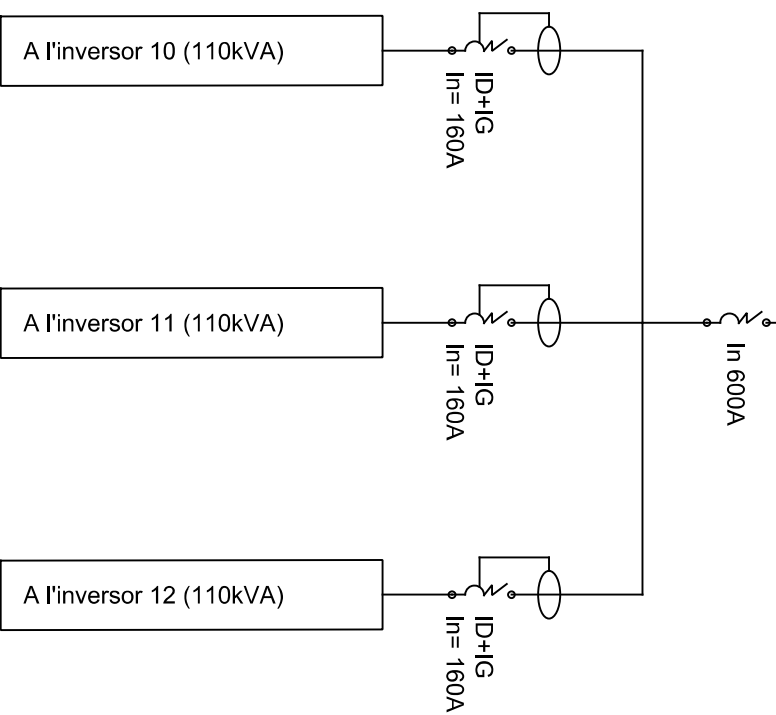 A l'inversor 10 (110kVA)
ID+IG
In= 160A
A l'inversor 11 (110kVA)
ID+IG
In= 160A
In 600A
A l'inversor 12 (110kVA)
ID+IG
In= 160A